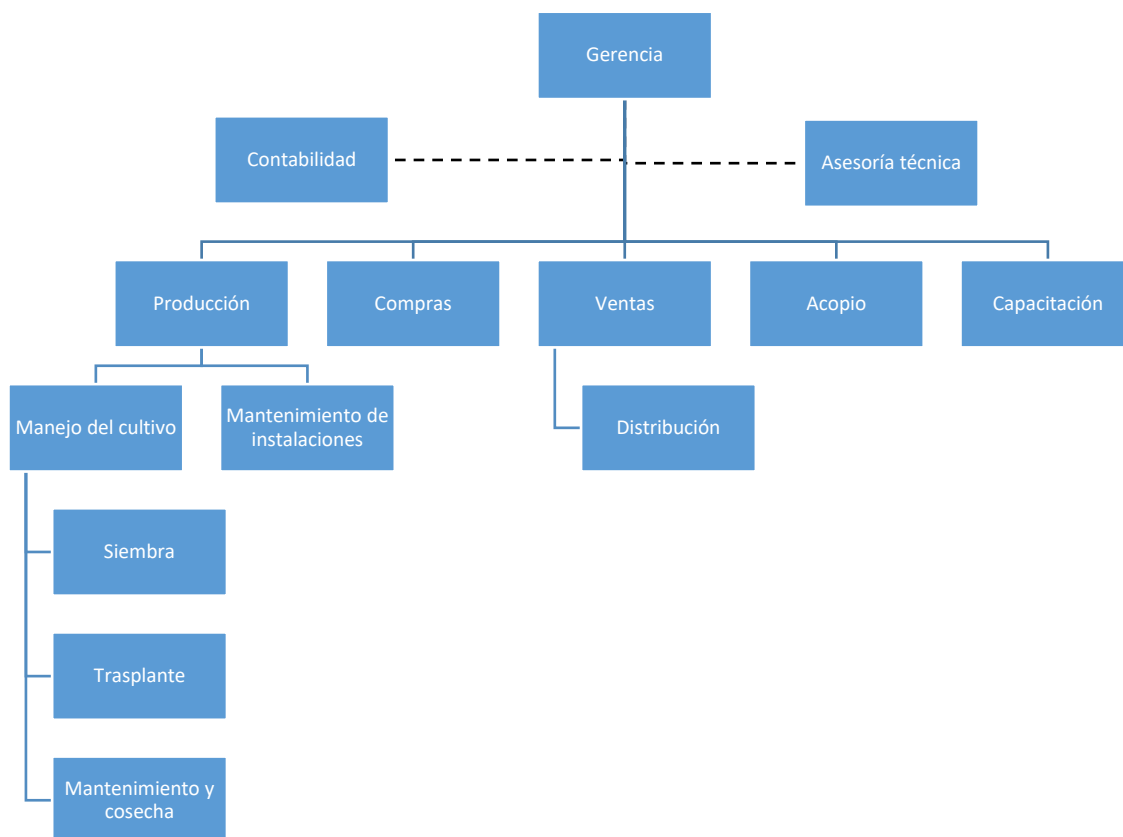 Gerencia
Contabilidad
Asesoría técnica
Producción
Compras
Ventas
Acopio
Capacitación
Manejo del cultivo
Mantenimiento de
instalaciones
Distribución
Siembra
Trasplante
Mantenimiento y
cosecha